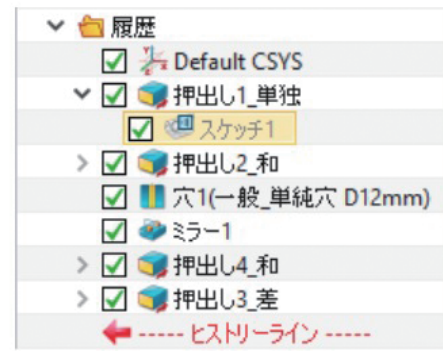 履歴
Default CSYS
押出し1_単独
スケッチ1
押出し2_和
穴1(一般_単純穴 D12mm)
ミラー1
押出し4_和
押出し3_差
----- ヒストリーライン -----